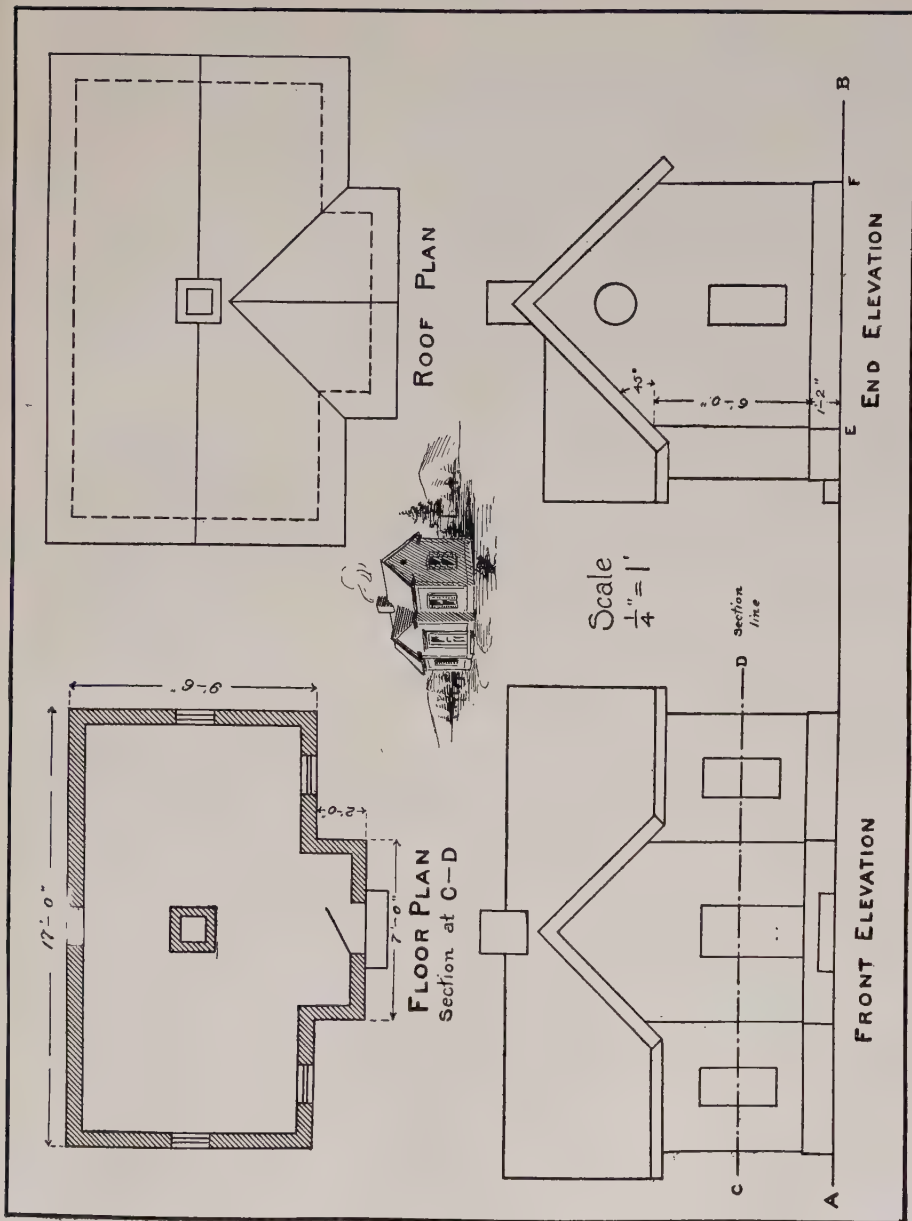 17'-0"
9'-6"
2'-0"
7'-0"
FLOOR PLAN
Section at C-D
ROOF PLAN
Scale
1/4" = 1'
C
D
section
line
A
FRONT ELEVATION
45°
6'-0"
1'-2"
E
F
B
END ELEVATION